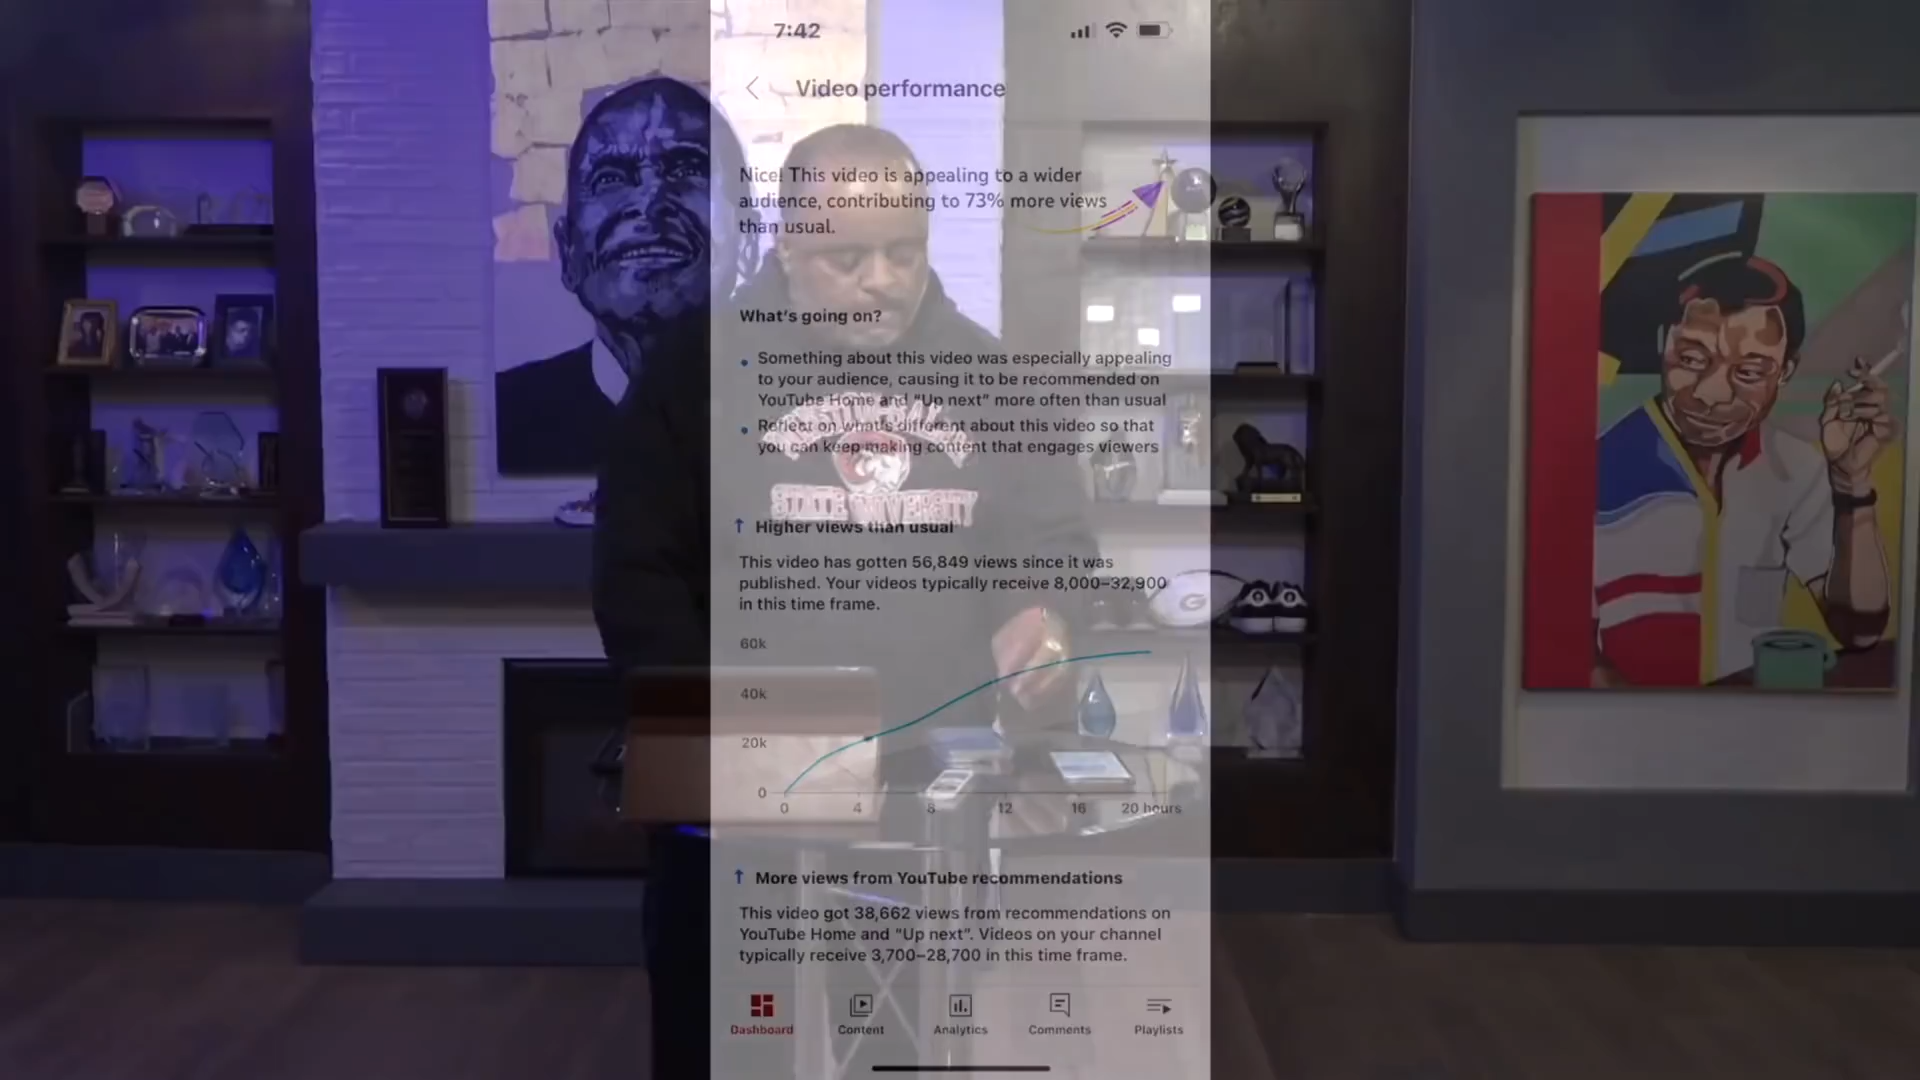 7:42
Video performance
Nice! This video is appealing to a wider
audience, contributing to 73% more views
than usual.
What's going on?
Something about this video was especially appealing
to your audience, causing it to be recommended on
YouTube Home and “Up next” more often than usual
Reflect on what's different about this video so that
you can keep making content that engages viewers
STATE UNIVERSITY
Higher views than usual
This video has gotten 56,849 views since it was
published. Your videos typically receive 8,000–32,900
in this time frame.
60k
40k
20k
0
0 4 8 12 16 20 hours
More views from YouTube recommendations
This video got 38,662 views from recommendations on
YouTube Home and “Up next”. Videos on your channel
typically receive 3,700–28,700 in this time frame.
Dashboard Content Analytics Comments Playlists